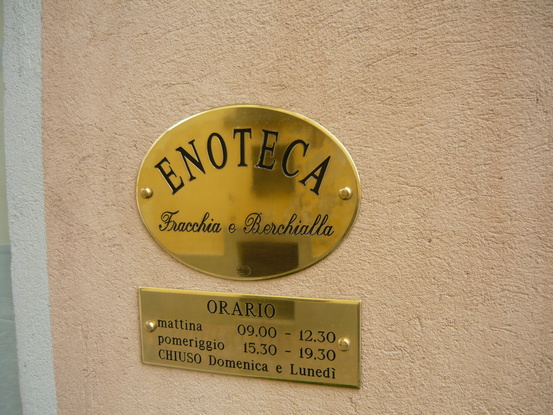 ENOTECA
Fracchia e Berchialla
ORARIO
mattina 09.00 - 12.30
pomeriggio 15.30 - 19.30
CHIUSO Domenica e Lunedì